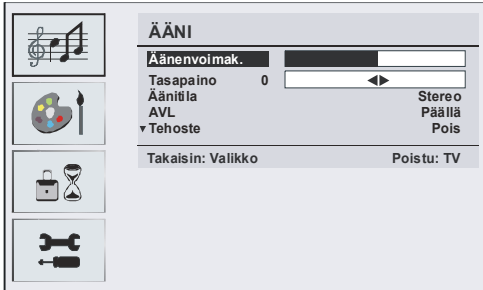 ÄÄNI
Äänenvoimak.
Tasapaino 0
Äänitila Stereo
AVL Päällä
Tehoste Pois
Takaisin: Valikko Poistu: TV